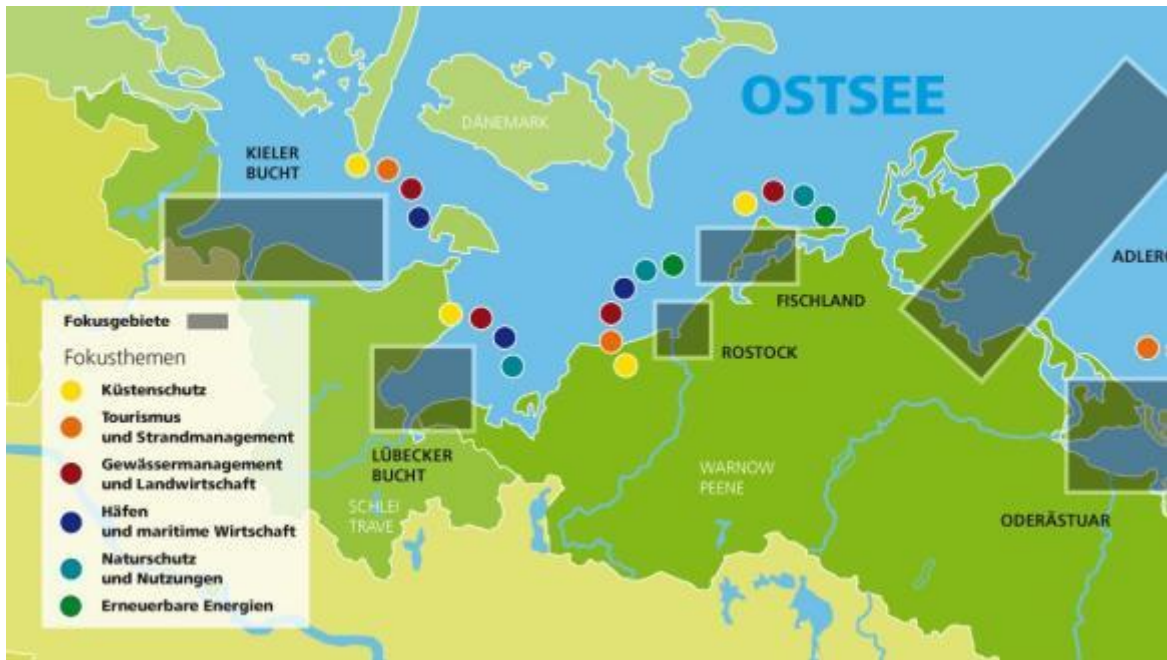 OSTSEE
DÄNEMARK
KIELER
BUCHT
ADLERG
FISCHLAND
ROSTOCK
LÜBECKER
BUCHT
WARNOW
PEENE
SCHLEI
TRAVE
ODERÄSTUAR
Fokusgebiete
Fokusthemen
Küstenschutz
Tourismus
und Strandmanagement
Gewässermanagement
und Landwirtschaft
Häfen
und maritime Wirtschaft
Naturschutz
und Nutzungen
Erneuerbare Energien